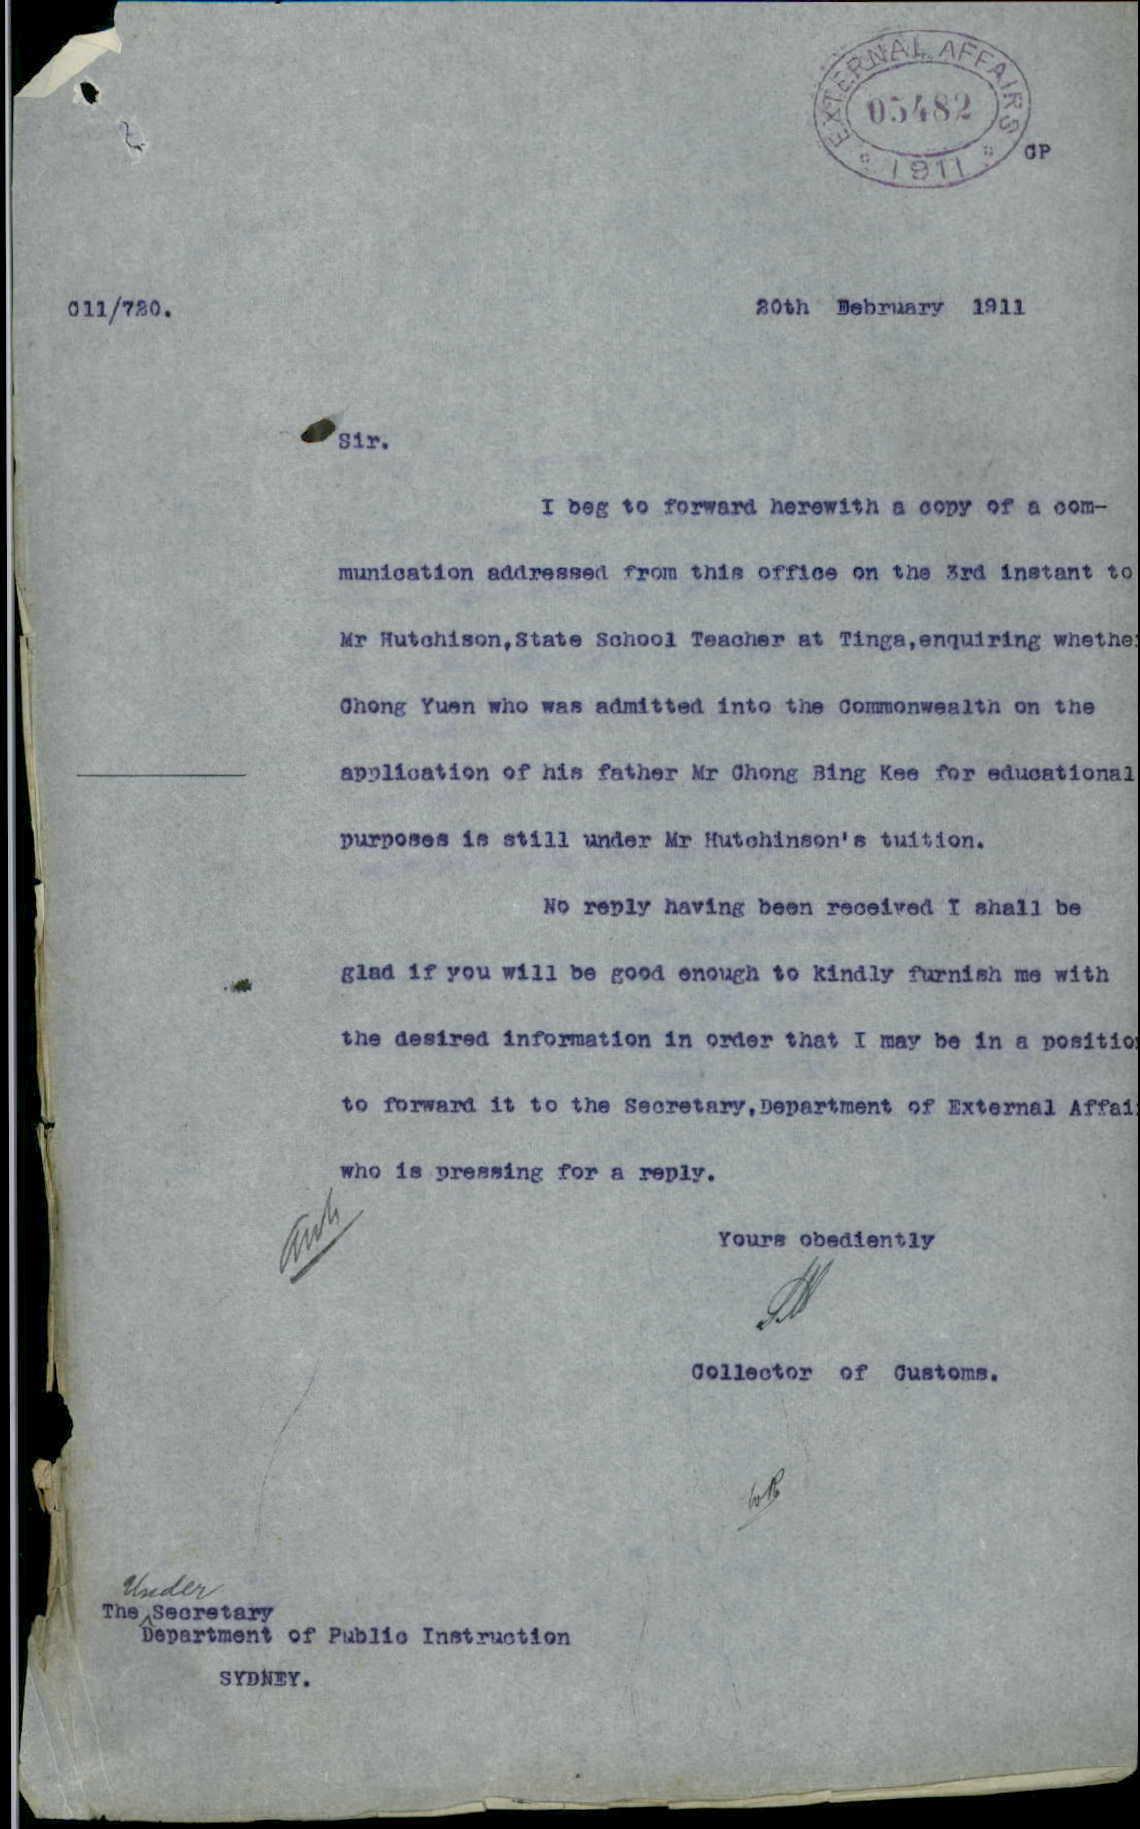 EXTERNAL AFFAIRS
05482
1911
CP
C11/720.
20th February 1911
Sir.
I beg to forward herewith a copy of a com-
munication addressed from this office on the 3rd instant to
Mr Hutchison,State School Teacher at Tinga,enquiring whether
Chong Yuen who was admitted into the Commonwealth on the
application of his father Mr Chong Bing Kee for educational
purposes is still under Mr Hutchinson's tuition.
No reply having been received I shall be
glad if you will be good enough to kindly furnish me with
the desired information in order that I may be in a position
to forward it to the Secretary,Department of External Affai
who is pressing for a reply.
Yours obediently
Collector of Customs.
Under
The Secretary
Department of Public Instruction
SYDNEY.